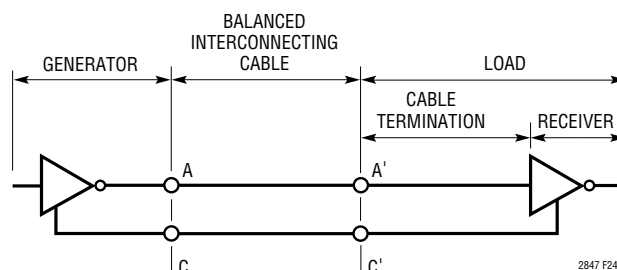 BALANCED
INTERCONNECTING
CABLE
GENERATOR
LOAD
CABLE
TERMINATION
RECEIVER
A
A'
C
C'
2847 F24